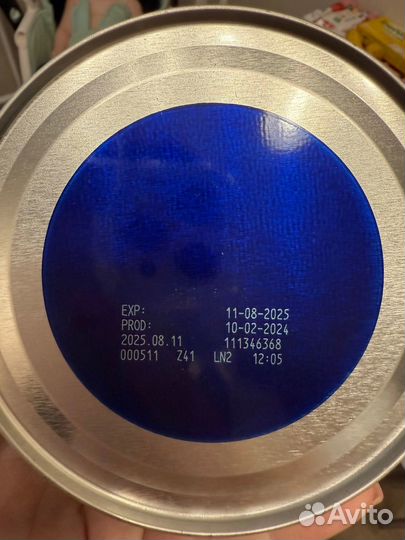 EXP: 11-08-2025
PROD: 10-02-2024
2025.08.11 111346368
000511 Z41 LN2 12:05
Avito